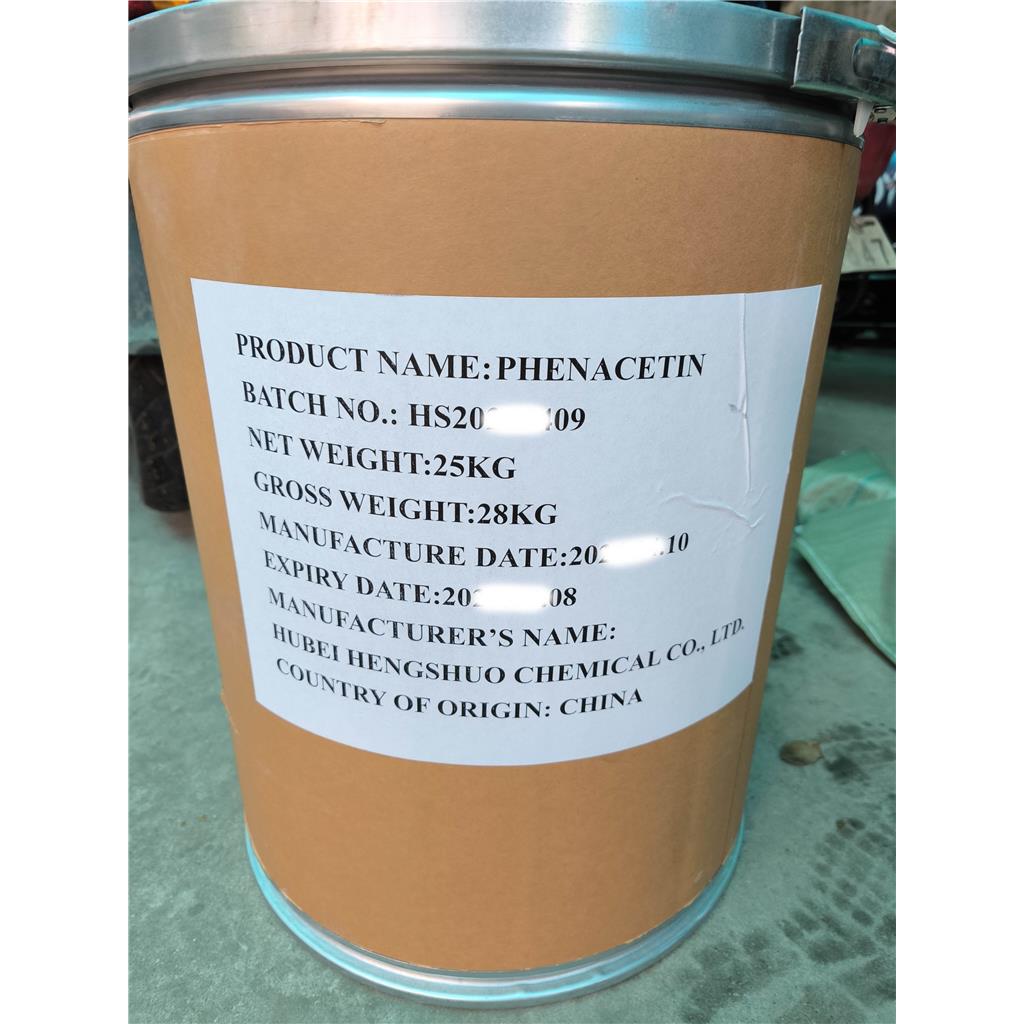 PRODUCT NAME: PHENACETIN
BATCH NO.: HS20 09
NET WEIGHT:25KG
GROSS WEIGHT:28KG
MANUFACTURE DATE:20 .10
EXPIRY DATE:20 .08
MANUFACTURER'S NAME:
HUBEI HENGSHUO CHEMICAL CO., LTD.
COUNTRY OF ORIGIN: CHINA